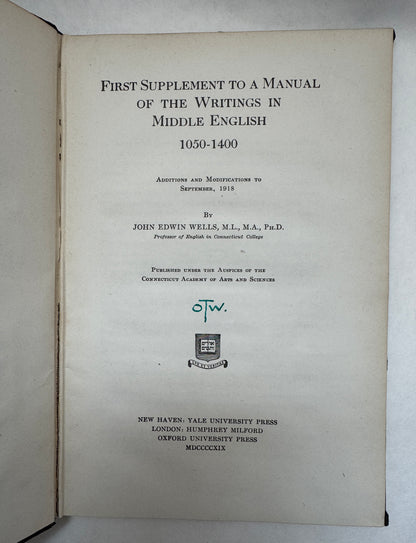 First Supplement to a Manual
of the Writings in
Middle English
1050-1400
Additions and Modifications to
September, 1918
By
JOHN EDWIN WELLS, M.L., M.A., Ph.D.
Professor of English in Connecticut College
Published under the Auspices of the
Connecticut Academy of Arts and Sciences
OTW.
NEW HAVEN: YALE UNIVERSITY PRESS
LONDON: HUMPHREY MILFORD
OXFORD UNIVERSITY PRESS
MDCCCCXIX